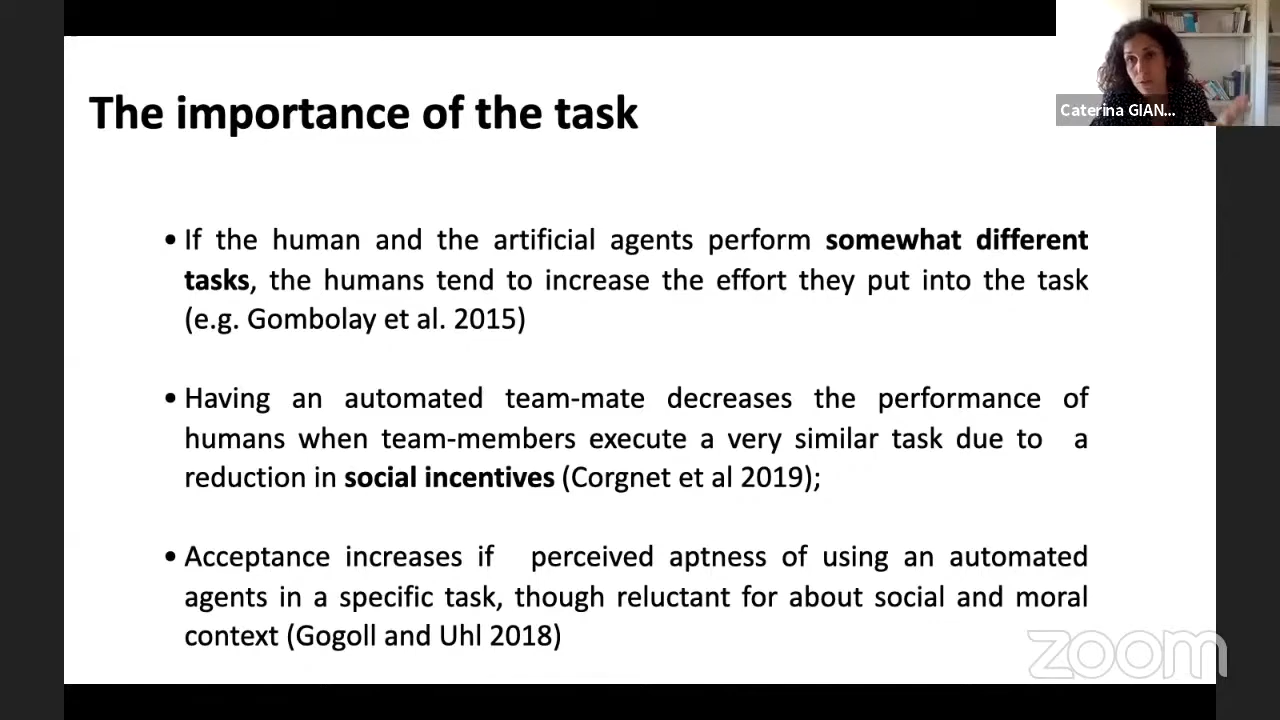 The importance of the task
Caterina GIAN...
• If the human and the artificial agents perform somewhat different
tasks, the humans tend to increase the effort they put into the task
(e.g. Gombolay et al. 2015)
• Having an automated team-mate decreases the performance of
humans when team-members execute a very similar task due to a
reduction in social incentives (Corgnet et al 2019);
• Acceptance increases if perceived aptness of using an automated
agents in a specific task, though reluctant for about social and moral
context (Gogoll and Uhl 2018)
zoom